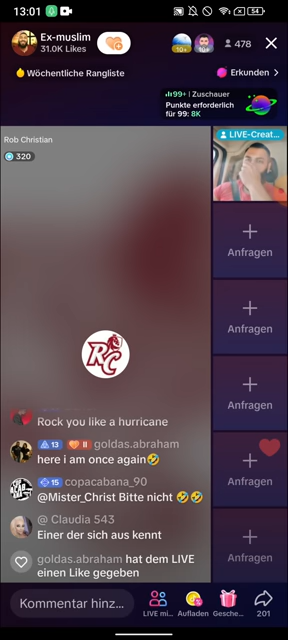 13:01
54
Ex-muslim
31.0K Likes
10+
10+
478
Wöchentliche Rangliste
Erkunden >
99+ | Zuschauer
Punkte erforderlich
für 99: 8K
Rob Christian
320
LIVE-Creat...
Anfragen
Anfragen
Anfragen
Anfragen
Anfragen
RC
Rock you like a hurricane
13 II goldas.abraham
here i am once again🤣
15 copacabana_90
@Mister_Christ Bitte nicht 🤣🤣
@ Claudia 543
Einer der sich aus kennt
goldas.abraham hat dem LIVE
einen Like gegeben
Kommentar hinz...
LIVE mi...
Aufladen
Gesche...
201